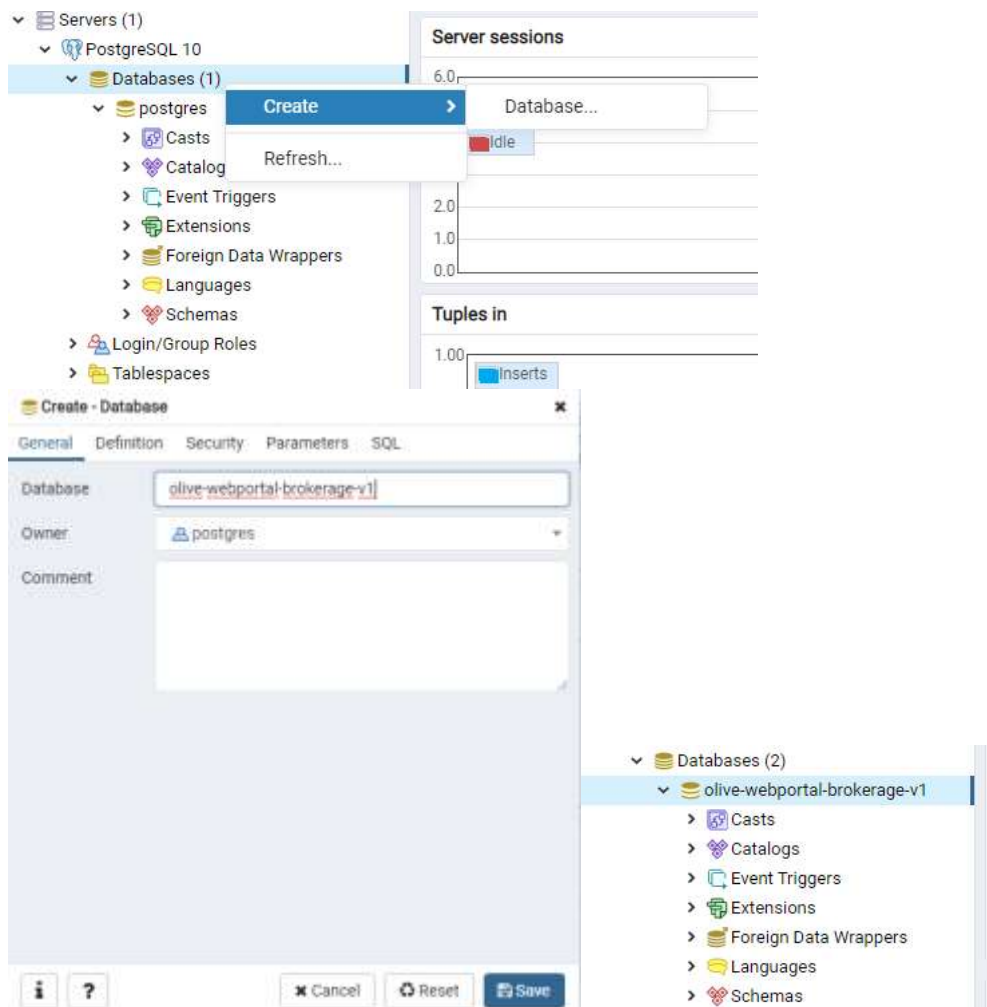 Servers (1)
PostgreSQL 10
Databases (1)
postgres
Casts
Catalog
Event Triggers
Extensions
Foreign Data Wrappers
Languages
Schemas
Login/Group Roles
Tablespaces
Create
Refresh...
Database...
Server sessions
6.0
Idle
2.0
1.0
0.0
Tuples in
1.00
Inserts
Create - Database
General Definition Security Parameters SQL
Database olive-webportal-brokerage-v1
Owner postgres
Comment
i ? Cancel Reset Save
Databases (2)
olive-webportal-brokerage-v1
Casts
Catalogs
Event Triggers
Extensions
Foreign Data Wrappers
Languages
Schemas